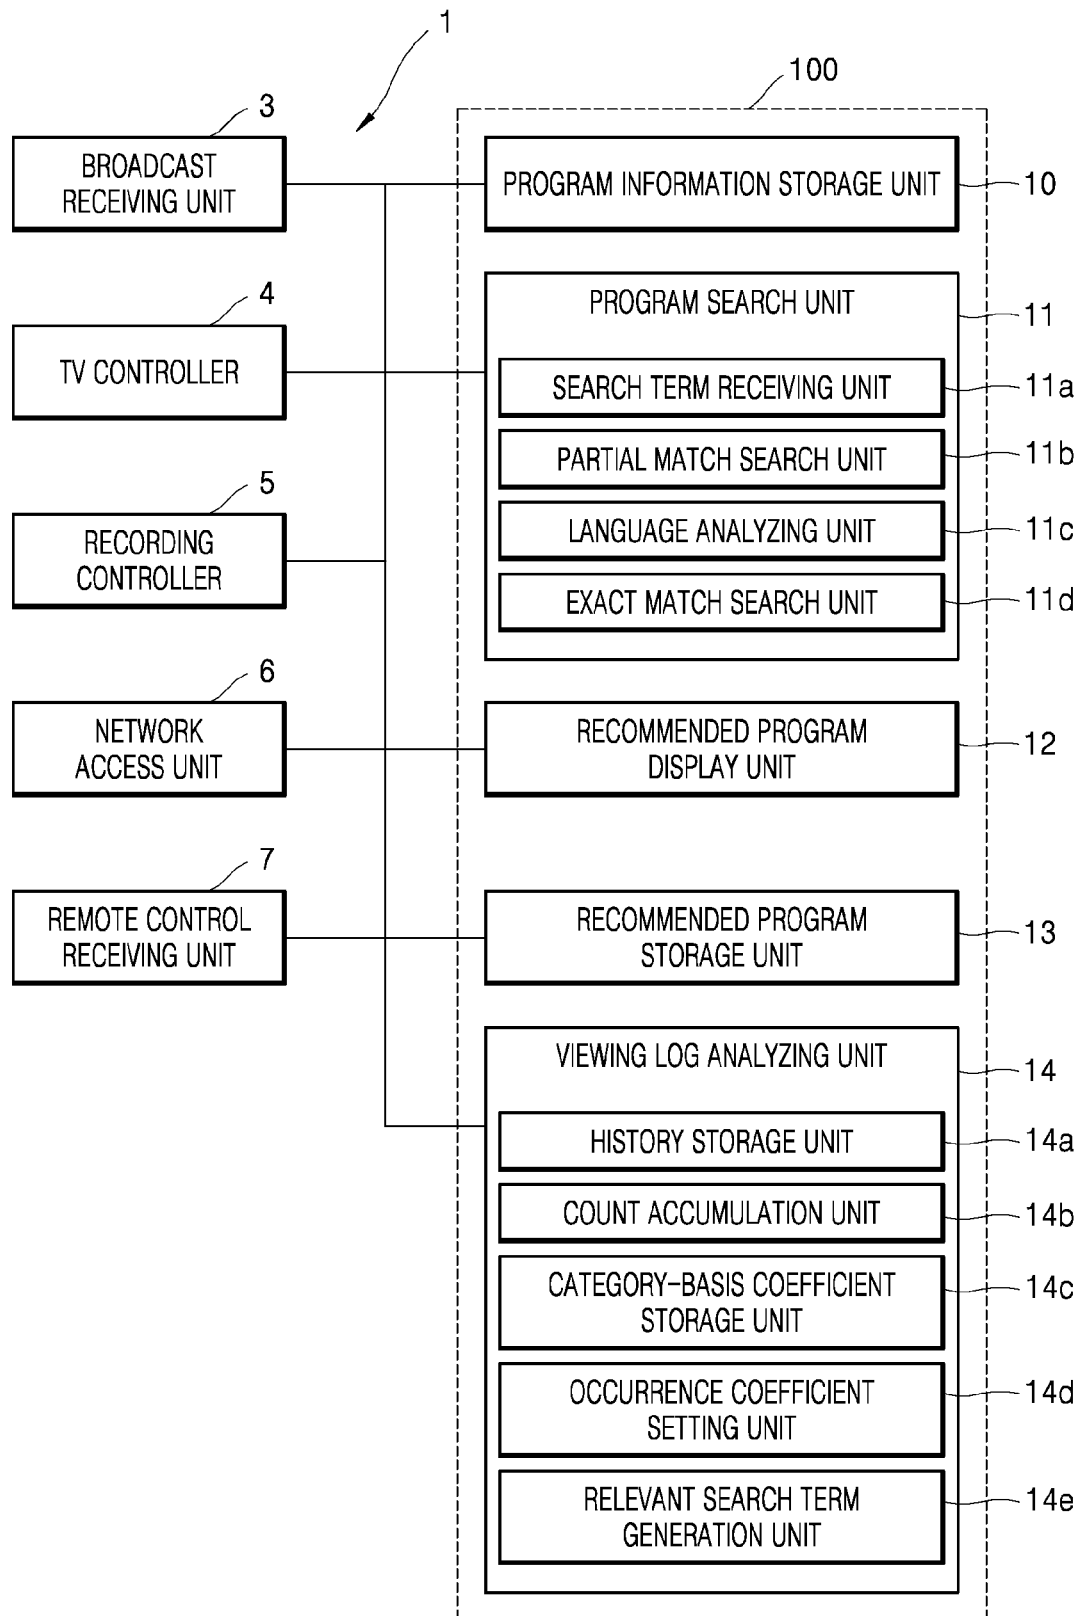 1
100
3
BROADCAST
RECEIVING UNIT
PROGRAM INFORMATION STORAGE UNIT
10
4
TV CONTROLLER
PROGRAM SEARCH UNIT
11
SEARCH TERM RECEIVING UNIT
11a
PARTIAL MATCH SEARCH UNIT
11b
LANGUAGE ANALYZING UNIT
11c
EXACT MATCH SEARCH UNIT
11d
5
RECORDING
CONTROLLER
6
NETWORK
ACCESS UNIT
RECOMMENDED PROGRAM
DISPLAY UNIT
12
7
REMOTE CONTROL
RECEIVING UNIT
RECOMMENDED PROGRAM
STORAGE UNIT
13
VIEWING LOG ANALYZING UNIT
14
HISTORY STORAGE UNIT
14a
COUNT ACCUMULATION UNIT
14b
CATEGORY-BASIS COEFFICIENT
STORAGE UNIT
14c
OCCURRENCE COEFFICIENT
SETTING UNIT
14d
RELEVANT SEARCH TERM
GENERATION UNIT
14e